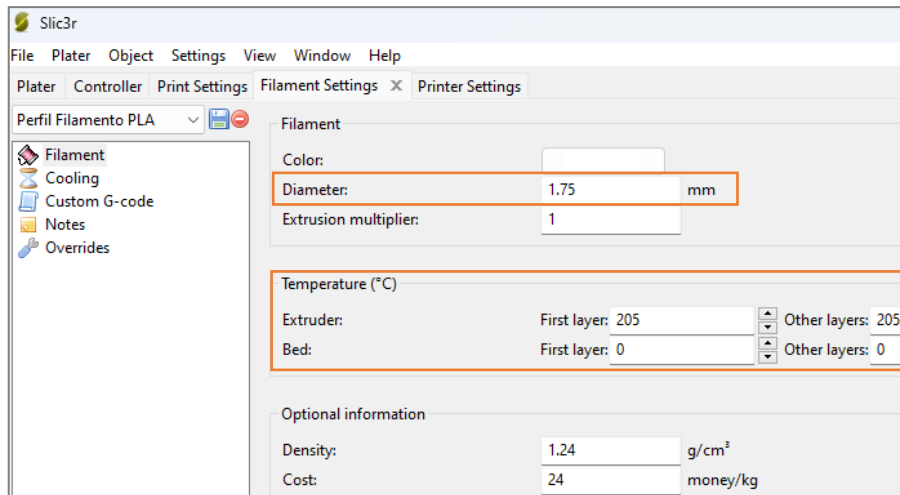 Slic3r
File Plater Object Settings View Window Help
Plater Controller Print Settings Filament Settings X Printer Settings
Perfil Filamento PLA
Filament
Cooling
Custom G-code
Notes
Overrides
Filament
Color:
Diameter: 1.75 mm
Extrusion multiplier: 1
Temperature (°C)
Extruder: First layer: 205 Other layers: 205
Bed: First layer: 0 Other layers: 0
Optional information
Density: 1.24 g/cm³
Cost: 24 money/kg